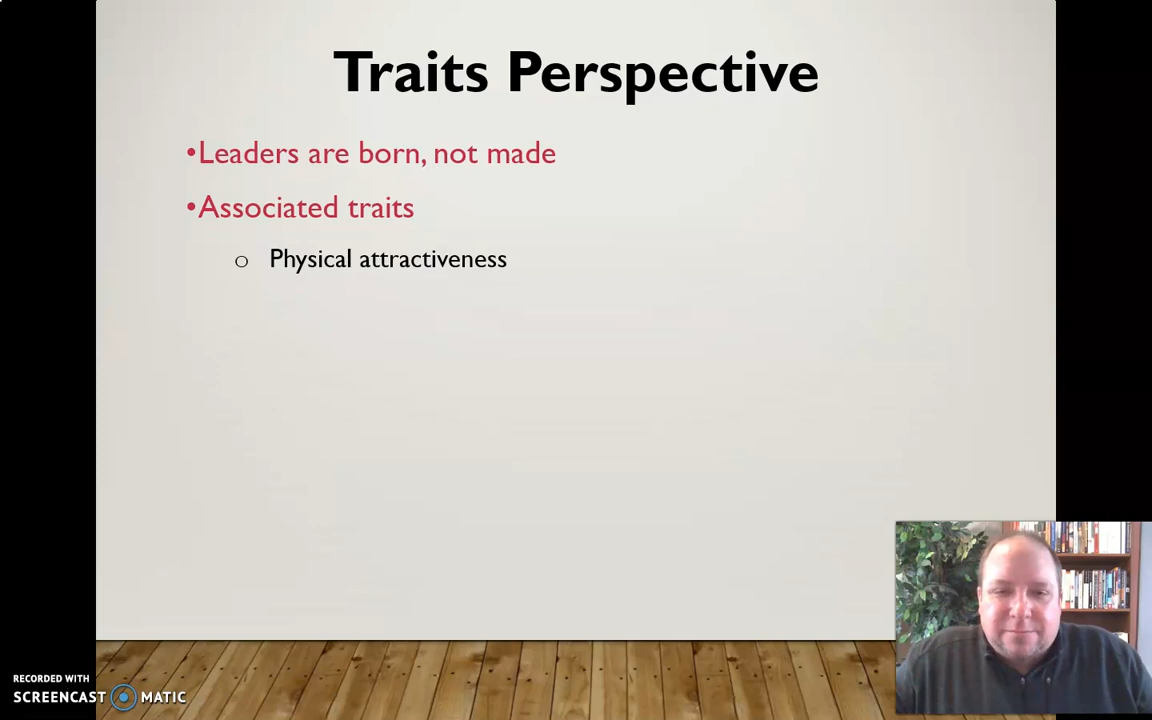 Traits Perspective
•Leaders are born, not made
•Associated traits
o Physical attractiveness
RECORDED WITH
SCREENCAST MATIC